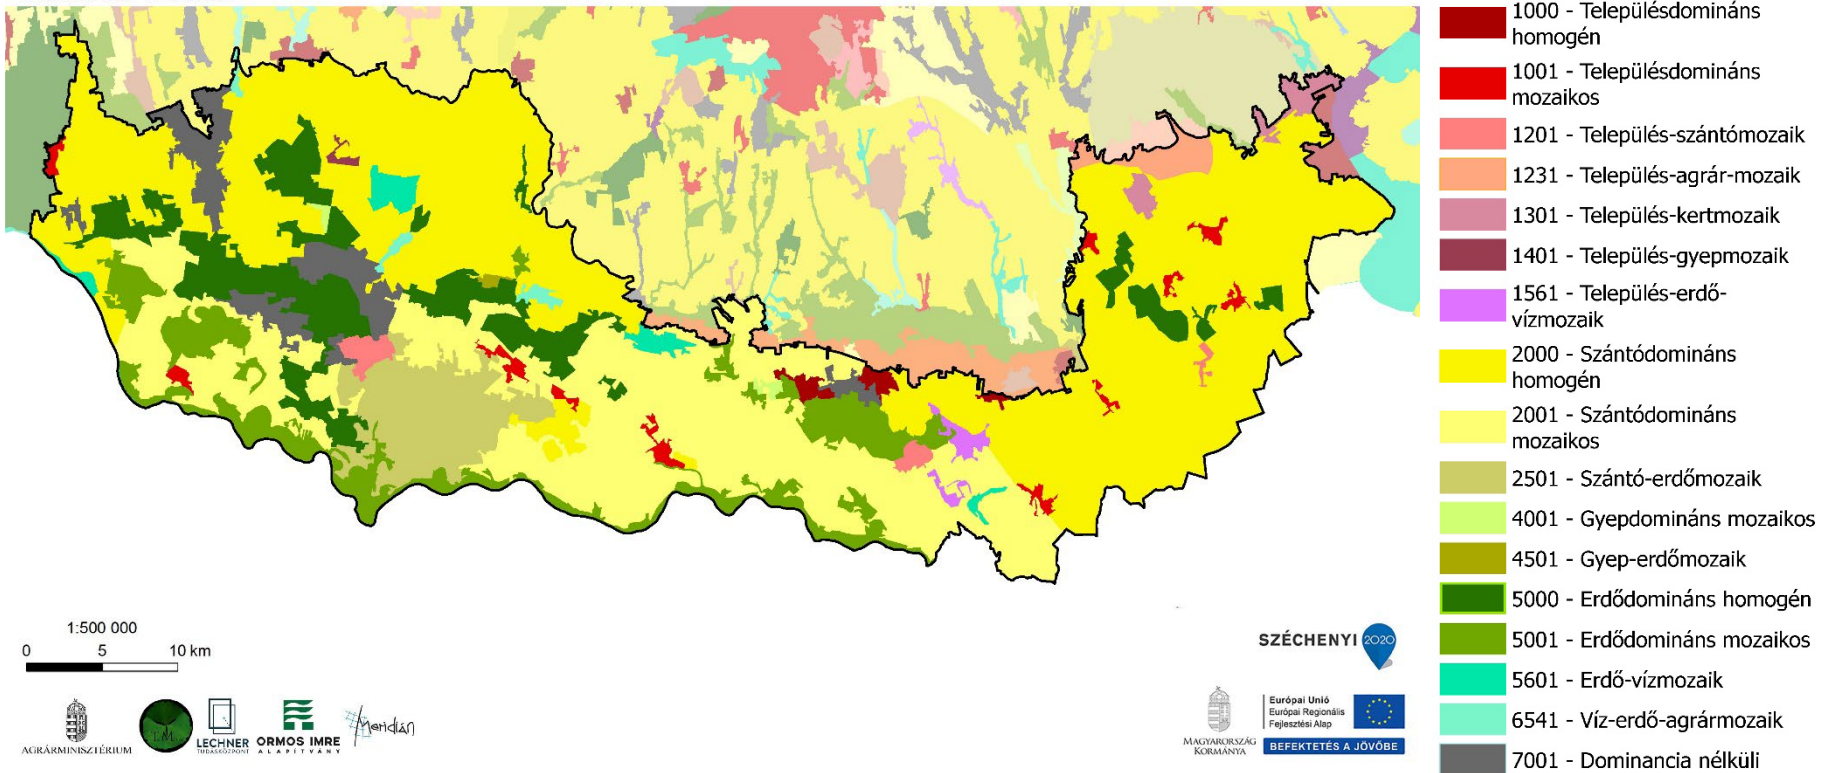 1000 - Településdomináns
homogén
1001 - Településdomináns
mozaikos
1201 - Település-szántómozaik
1231 - Település-agrár-mozaik
1301 - Település-kertmozaik
1401 - Település-gyepmozaik
1561 - Település-erdő-
vízmozaik
2000 - Szántódomináns
homogén
2001 - Szántódomináns
mozaikos
2501 - Szántó-erdőmozaik
4001 - Gyepdomináns mozaikos
4501 - Gyep-erdőmozaik
5000 - Erdődomináns homogén
5001 - Erdődomináns mozaikos
5601 - Erdő-vízmozaik
6541 - Víz-erdő-agrármozaik
7001 - Dominancia nélküli
1:500 000
0 5 10 km
AGRÁRMINISZTÉRIUM
LECHNER
TUDÁSKÖZPONT
ORMOS IMRE
ALAPÍTVÁNY
Meridián
SZÉCHENYI 2020
MAGYARORSZÁG
KORMÁNYA
Európai Unió
Európai Regionális
Fejlesztési Alap
BEFEKTETÉS A JÖVŐBE